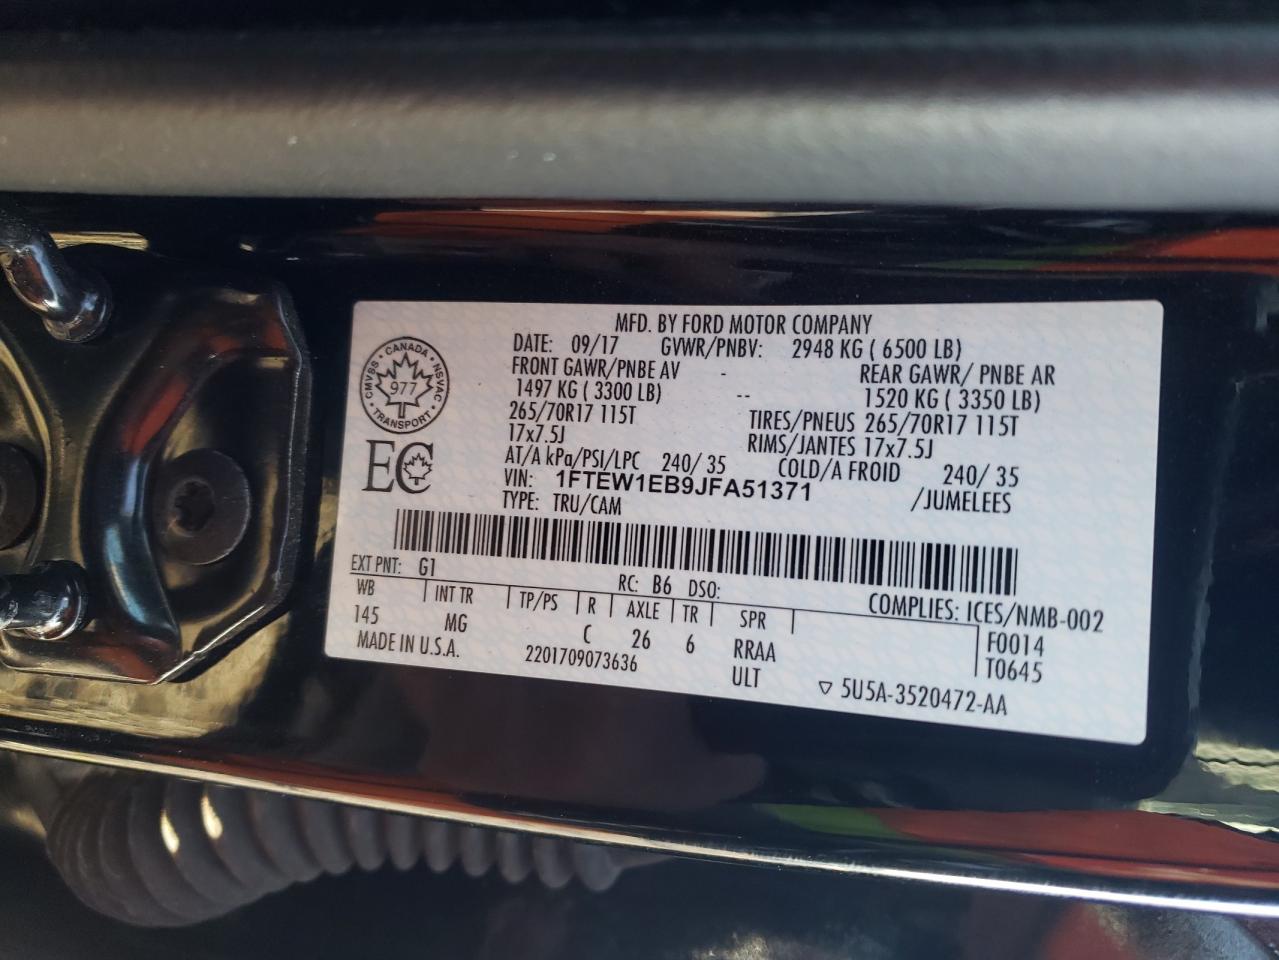 MFD. BY FORD MOTOR COMPANY
DATE: 09/17 GVWR/PNBV: 2948 KG ( 6500 LB)
FRONT GAWR/PNBE AV - REAR GAWR/ PNBE AR
1497 KG ( 3300 LB) -- 1520 KG ( 3350 LB)
265/70R17 115T TIRES/PNEUS 265/70R17 115T
17x7.5J RIMS/JANTES 17x7.5J
AT/A kPa/PSI/LPC 240/ 35 COLD/A FROID 240/ 35
VIN: 1FTEW1EB9JFA51371 /JUMELEES
TYPE: TRU/CAM
CMVSS • CANADA • NSVAC
977
• TRANSPORT •
EC
EXT PNT: G1 RC: B6 DSO:
WB INT TR TP/PS R AXLE TR SPR COMPLIES: ICES/NMB-002
145 MG C 26 6 RRAA F0014
MADE IN U.S.A. 2201709073636 ULT T0645
▽ 5U5A-3520472-AA